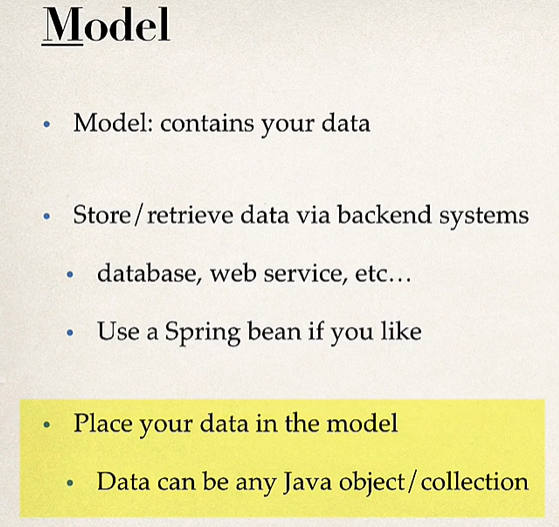 Model
• Model: contains your data
• Store/retrieve data via backend systems
• database, web service, etc...
• Use a Spring bean if you like
• Place your data in the model
• Data can be any Java object/collection